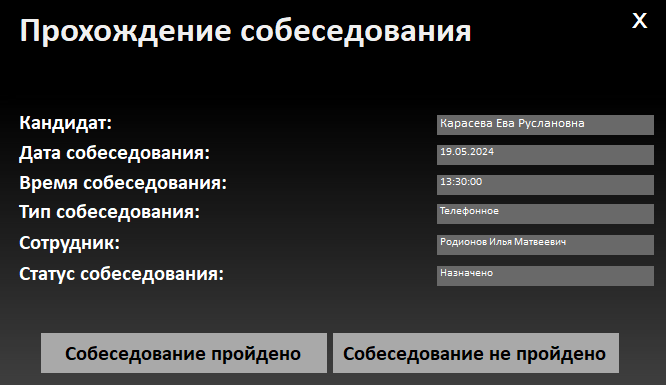 Прохождение собеседования X
Кандидат: Карасева Ева Руслановна
Дата собеседования: 19.05.2024
Время собеседования: 13:30:00
Тип собеседования: Телефонное
Сотрудник: Родионов Илья Матвеевич
Статус собеседования: Назначено
Собеседование пройдено Собеседование не пройдено